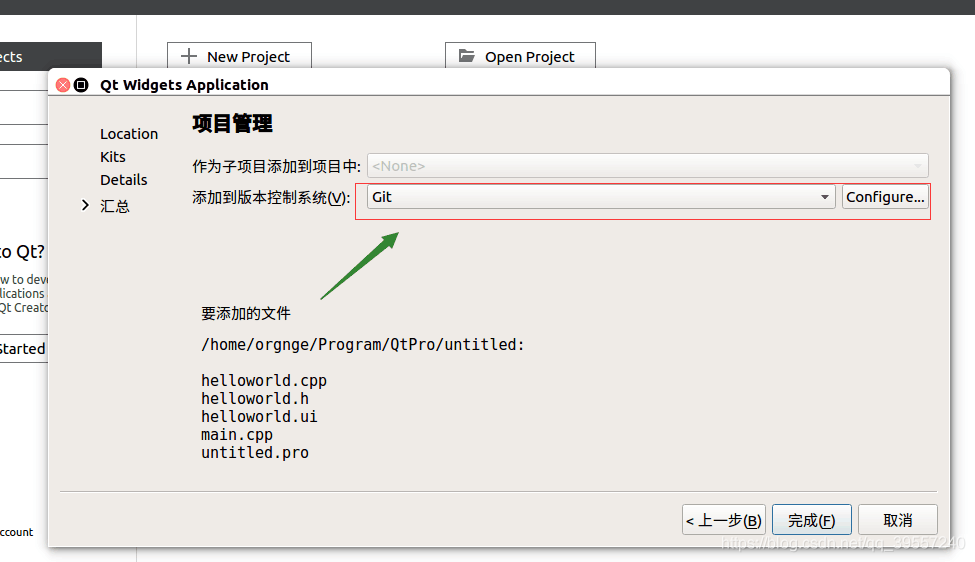 ects
New Project
Open Project
Qt Widgets Application
Location
Kits
Details
汇总
项目管理
作为子项目添加到项目中: <None>
添加到版本控制系统(V): Git Configure...
to Qt?
w to deve
lications
Qt Creato
Started
ccount
要添加的文件
/home/orgnge/Program/QtPro/untitled:
helloworld.cpp
helloworld.h
helloworld.ui
main.cpp
untitled.pro
< 上一步(B) 完成(F) 取消
https://blog.csdn.net/qq_39557240